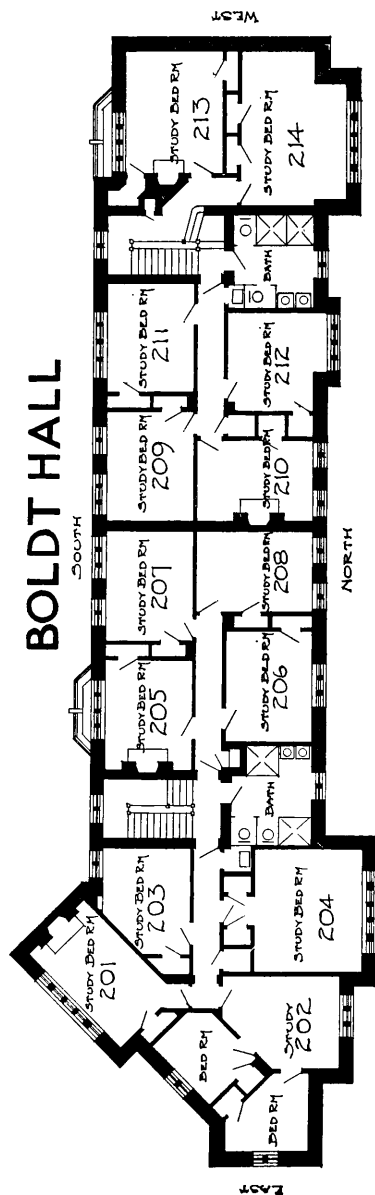 WEST
STUDY BED RM
213
STUDY BED RM
214
BATH
STUDY BED RM
211
STUDY BED RM
212
BOLDT HALL
SOUTH
STUDY BED RM
209
STUDY BED RM
210
STUDY BED RM
207
STUDY BED RM
208
NORTH
STUDY BED RM
205
STUDY BED RM
206
BATH
STUDY BED RM
203
STUDY BED RM
204
STUDY BED RM
201
STUDY
202
BED RM
BED RM
EAST